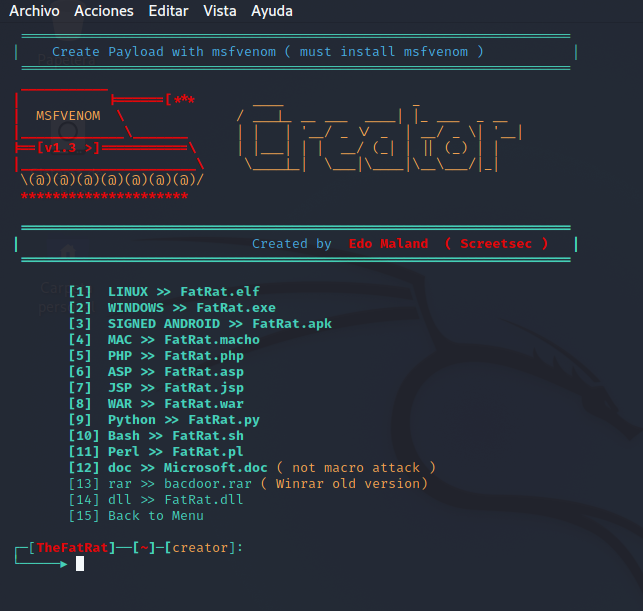 Archivo Acciones Editar Vista Ayuda
Create Payload with msfvenom ( must install msfvenom )
MSFVENOM
[v1.3 >]
Creator
\(@)(@)(@)(@)(@)(@)(@)/
*********************
Created by Edo Maland ( Screetsec )
[1] LINUX >> FatRat.elf
[2] WINDOWS >> FatRat.exe
[3] SIGNED ANDROID >> FatRat.apk
[4] MAC >> FatRat.macho
[5] PHP >> FatRat.php
[6] ASP >> FatRat.asp
[7] JSP >> FatRat.jsp
[8] WAR >> FatRat.war
[9] Python >> FatRat.py
[10] Bash >> FatRat.sh
[11] Perl >> FatRat.pl
[12] doc >> Microsoft.doc ( not macro attack )
[13] rar >> bacdoor.rar ( Winrar old version)
[14] dll >> FatRat.dll
[15] Back to Menu
[TheFatRat]—[~]—[creator]: